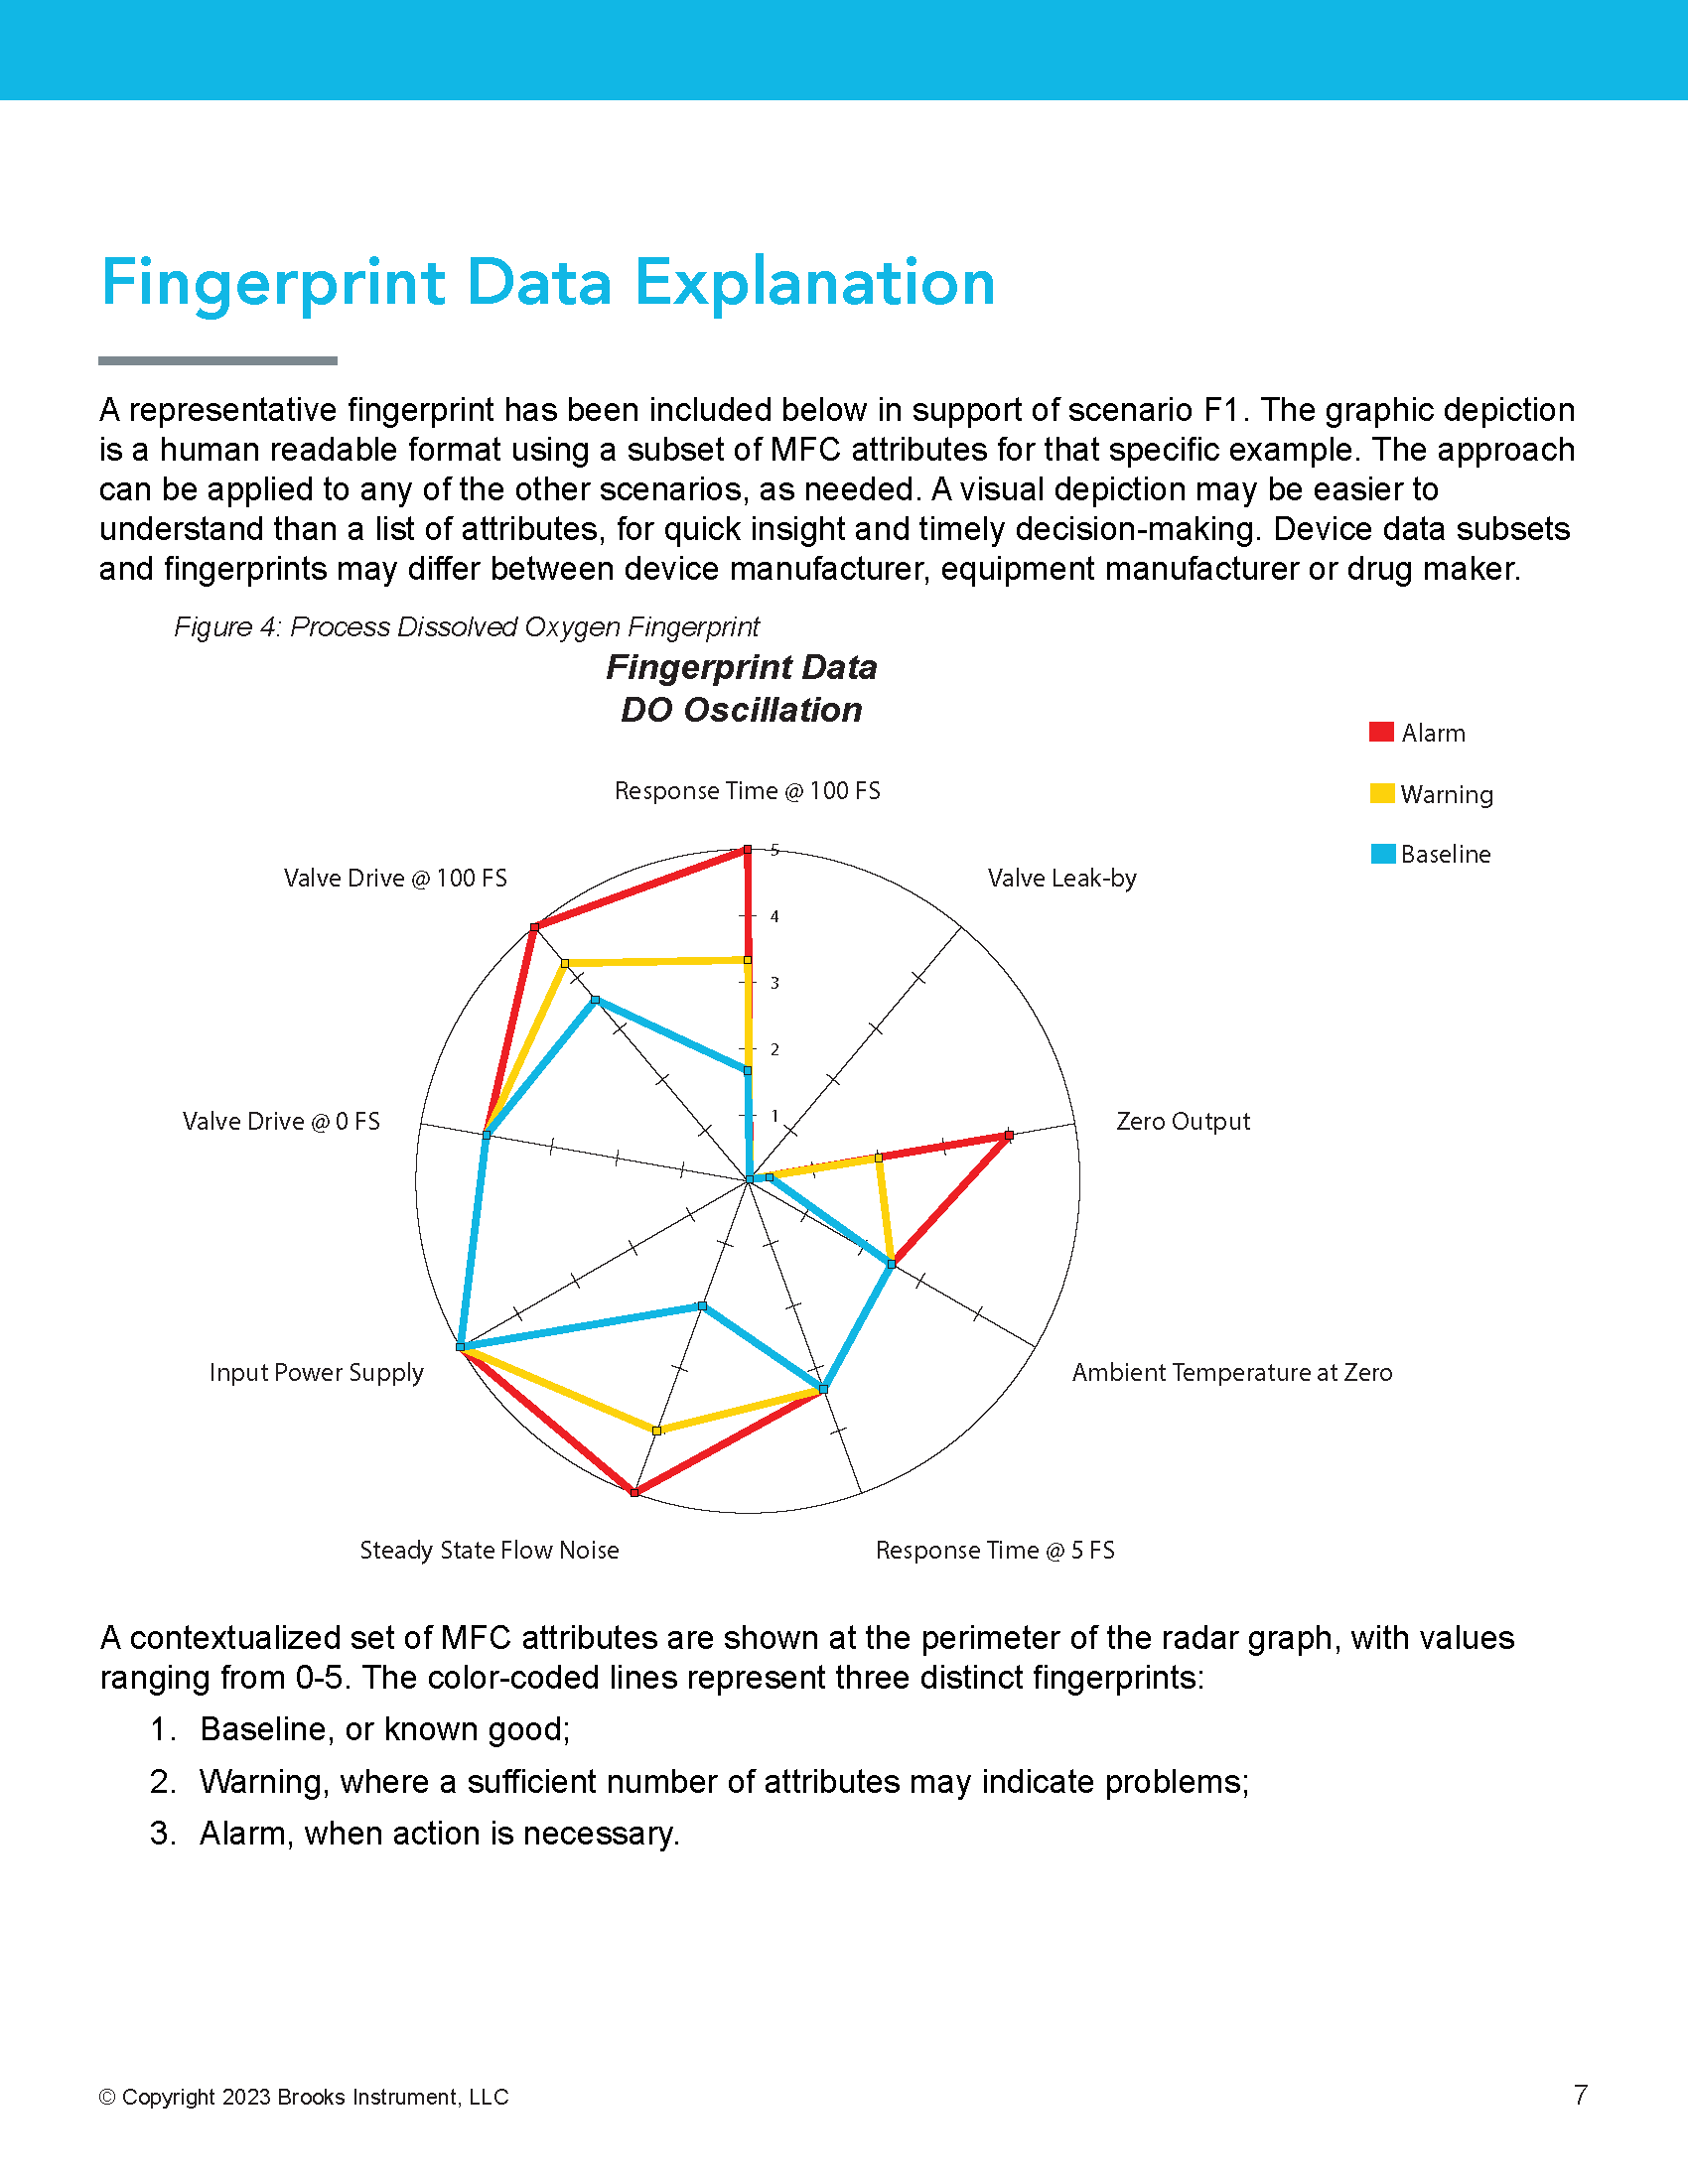 Fingerprint Data Explanation
A representative fingerprint has been included below in support of scenario F1. The graphic depiction
is a human readable format using a subset of MFC attributes for that specific example. The approach
can be applied to any of the other scenarios, as needed. A visual depiction may be easier to
understand than a list of attributes, for quick insight and timely decision-making. Device data subsets
and fingerprints may differ between device manufacturer, equipment manufacturer or drug maker.
Figure 4: Process Dissolved Oxygen Fingerprint
Fingerprint Data
DO Oscillation
Alarm
Warning
Baseline
Response Time @ 100 FS
Valve Drive @ 100 FS
Valve Leak-by
5
4
3
2
1
Valve Drive @ 0 FS
Zero Output
Input Power Supply
Ambient Temperature at Zero
Steady State Flow Noise
Response Time @ 5 FS
A contextualized set of MFC attributes are shown at the perimeter of the radar graph, with values
ranging from 0-5. The color-coded lines represent three distinct fingerprints:
1. Baseline, or known good;
2. Warning, where a sufficient number of attributes may indicate problems;
3. Alarm, when action is necessary.
© Copyright 2023 Brooks Instrument, LLC
7